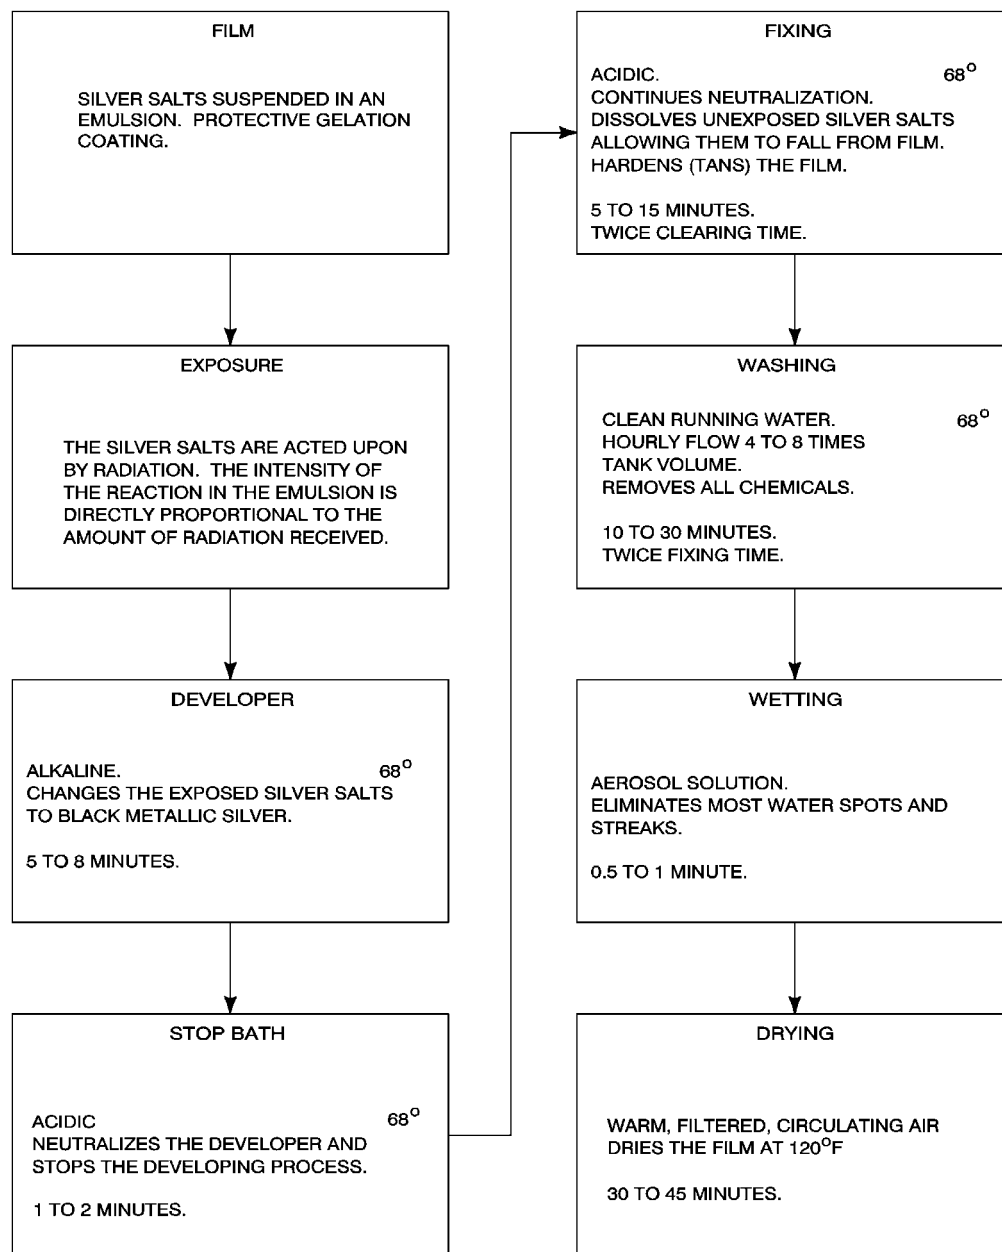 FILM
SILVER SALTS SUSPENDED IN AN
EMULSION. PROTECTIVE GELATION
COATING.
EXPOSURE
THE SILVER SALTS ARE ACTED UPON
BY RADIATION. THE INTENSITY OF
THE REACTION IN THE EMULSION IS
DIRECTLY PROPORTIONAL TO THE
AMOUNT OF RADIATION RECEIVED.
DEVELOPER
ALKALINE. 68°
CHANGES THE EXPOSED SILVER SALTS
TO BLACK METALLIC SILVER.
5 TO 8 MINUTES.
STOP BATH
ACIDIC 68°
NEUTRALIZES THE DEVELOPER AND
STOPS THE DEVELOPING PROCESS.
1 TO 2 MINUTES.
FIXING
ACIDIC. 68°
CONTINUES NEUTRALIZATION.
DISSOLVES UNEXPOSED SILVER SALTS
ALLOWING THEM TO FALL FROM FILM.
HARDENS (TANS) THE FILM.
5 TO 15 MINUTES.
TWICE CLEARING TIME.
WASHING
CLEAN RUNNING WATER. 68°
HOURLY FLOW 4 TO 8 TIMES
TANK VOLUME.
REMOVES ALL CHEMICALS.
10 TO 30 MINUTES.
TWICE FIXING TIME.
WETTING
AEROSOL SOLUTION.
ELIMINATES MOST WATER SPOTS AND
STREAKS.
0.5 TO 1 MINUTE.
DRYING
WARM, FILTERED, CIRCULATING AIR
DRIES THE FILM AT 120°F
30 TO 45 MINUTES.